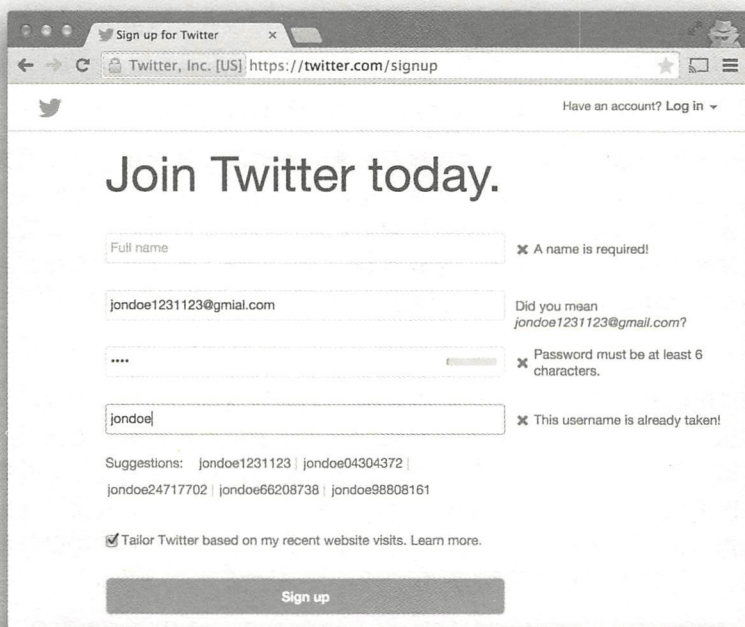 Sign up for Twitter ×
Twitter, Inc. [US] https://twitter.com/signup
Have an account? Log in
Join Twitter today.
Full name
✖ A name is required!
jondoe1231123@gmial.com
Did you mean
jondoe1231123@gmail.com?
••••
✖ Password must be at least 6
characters.
jondoe
✖ This username is already taken!
Suggestions: jondoe1231123 | jondoe04304372 |
jondoe24717702 | jondoe66208738 | jondoe98808161
Tailor Twitter based on my recent website visits. Learn more.
Sign up